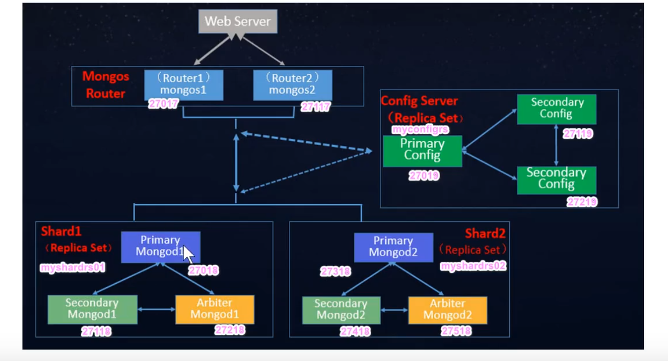 Web Server
Mongos
Router
（Router1）
mongos1
27017
（Router2）
mongos2
27117
Config Server
（Replica Set）
myconfigrs
Primary
Config
27019
Secondary
Config
27119
Secondary
Config
27219
Shard1
（Replica Set）
myshardrs01
Primary
Mongod1
27018
Secondary
Mongod1
27118
Arbiter
Mongod1
27218
Shard2
（Replica Set）
myshardrs02
Primary
Mongod2
27318
Secondary
Mongod2
27418
Arbiter
Mongod2
27518